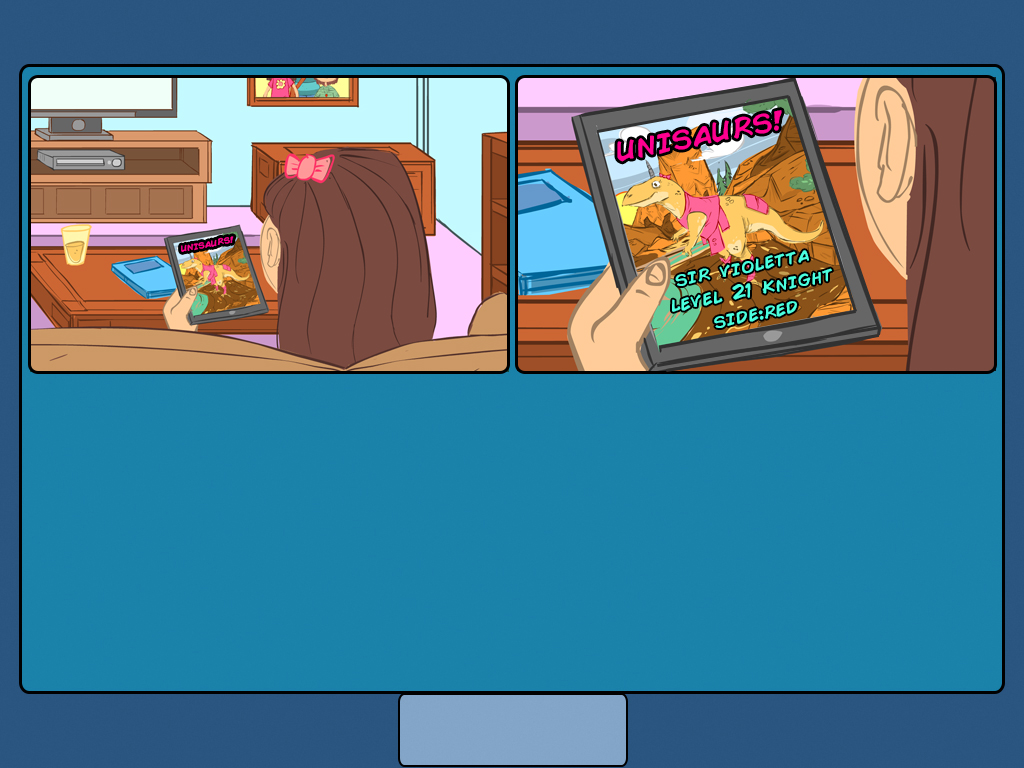 UNISAURS!
UNISAURS!
SIR VIOLETTA
LEVEL 21 KNIGHT
SIDE:RED